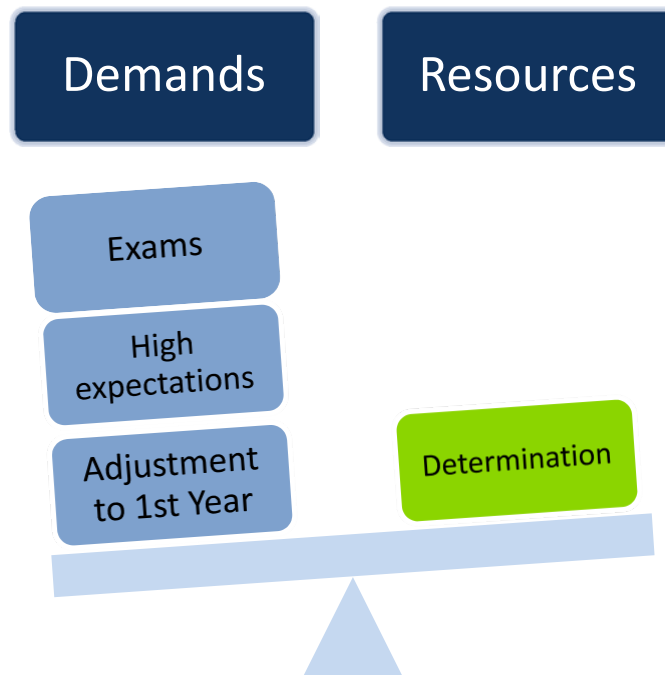 Demands
Resources
Exams
High
expectations
Adjustment
to 1st Year
Determination